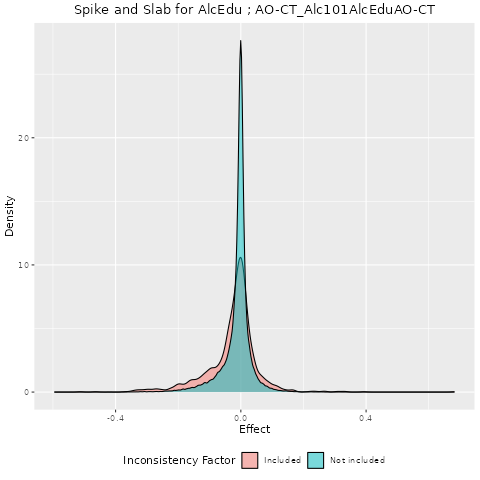 Spike and Slab for AlcEdu ; AO-CT_Alc101AlcEduAO-CT
Density
20
10
0
-0.4
0.0
0.4
Effect
Inconsistency Factor
Included
Not included